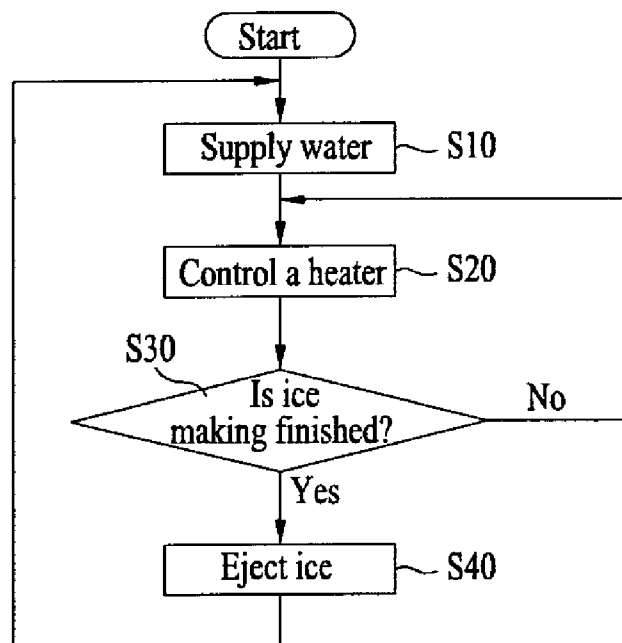 Start
Supply water
S10
Control a heater
S20
S30
Is ice
making finished?
No
Yes
Eject ice
S40